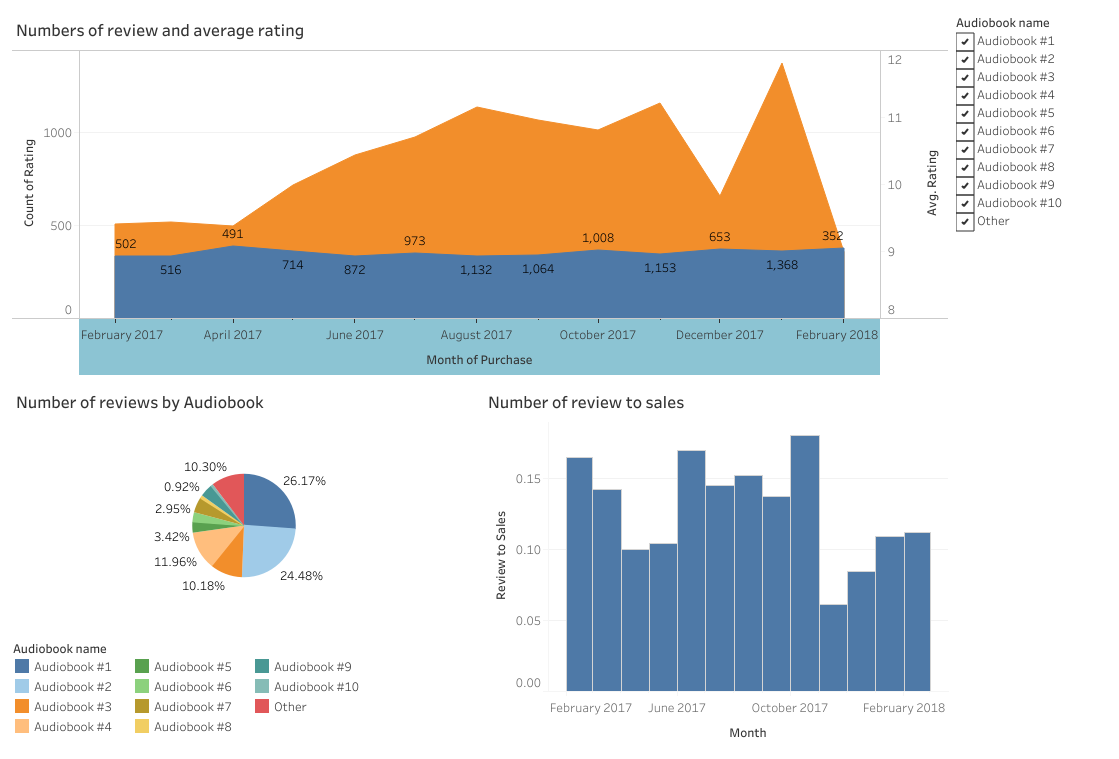 Numbers of review and average rating
Count of Rating
1000
500
0
502
516
491
714
872
973
1,132
1,064
1,008
1,153
653
1,368
352
12
11
10
9
8
Avg. Rating
February 2017 April 2017 June 2017 August 2017 October 2017 December 2017 February 2018
Month of Purchase
Audiobook name
Audiobook #1
Audiobook #2
Audiobook #3
Audiobook #4
Audiobook #5
Audiobook #6
Audiobook #7
Audiobook #8
Audiobook #9
Audiobook #10
Other
Number of reviews by Audiobook
10.30%
26.17%
0.92%
2.95%
3.42%
11.96%
10.18%
24.48%
Audiobook name
Audiobook #1 Audiobook #5 Audiobook #9
Audiobook #2 Audiobook #6 Audiobook #10
Audiobook #3 Audiobook #7 Other
Audiobook #4 Audiobook #8
Number of review to sales
Review to Sales
0.15
0.10
0.05
0.00
February 2017 June 2017 October 2017 February 2018
Month